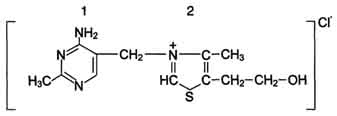 1 2
NH₂ Cl⁻
N CH₂ N⁺ C CH₃
H₃C N HC C CH₂ CH₂ OH
S